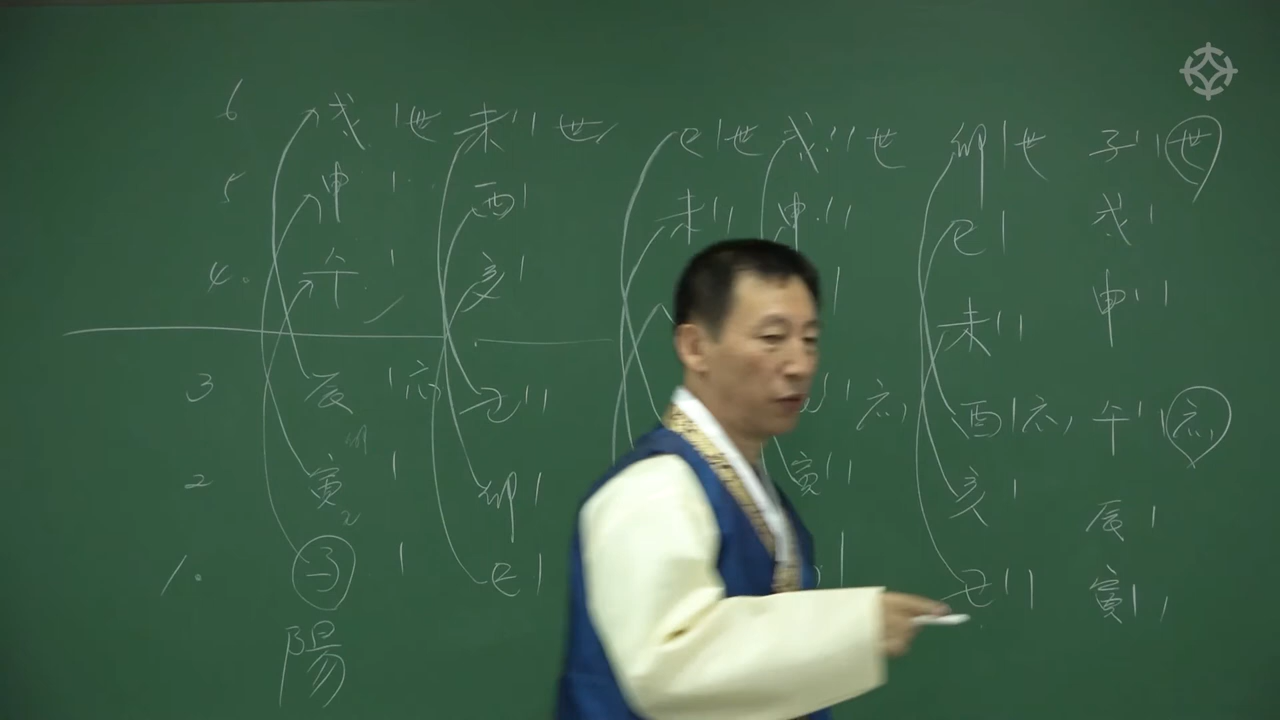 6 戌 | 世 未 || 世 巳 | 世 戌 || 世 卯 | 世 子 || 世
5 申 | 酉 | 未 || 申 || 巳 | 戌 |
4. 午 | 亥 | | 未 || 申 ||
3 辰 | 応 丑 || || 応 酉 | 応 午 || 応
2 寅 | 卯 | 寅 || 亥 | 辰 |
1. 子 | 巳 | | 丑 || 寅 ||
陽